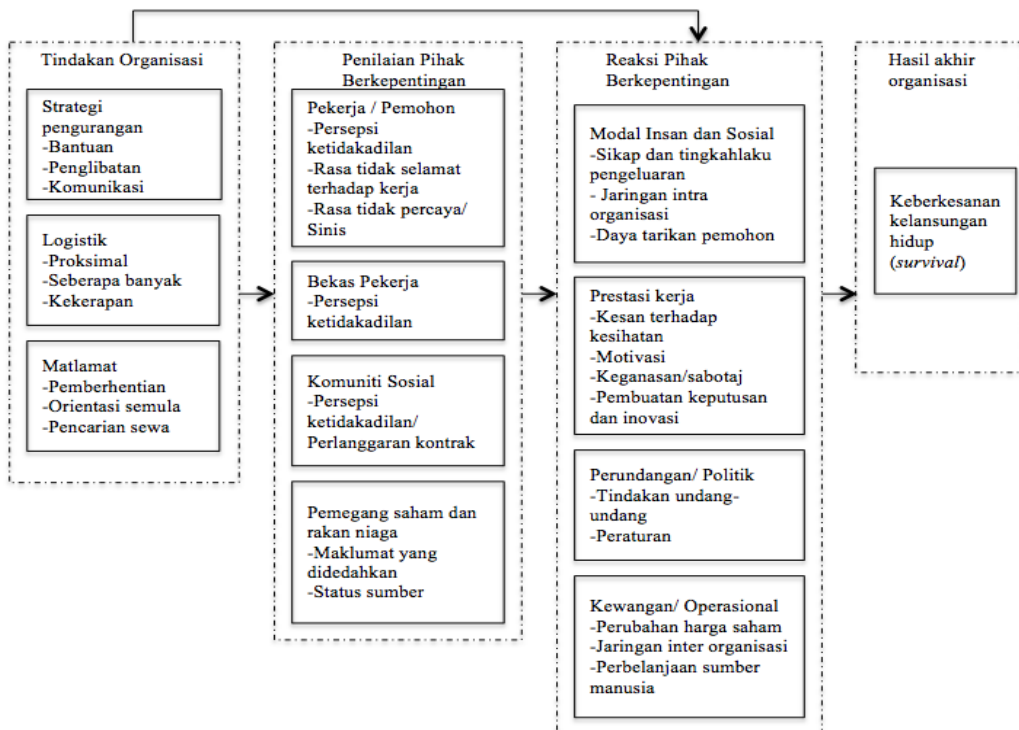 Tindakan Organisasi
Strategi
pengurangan
-Bantuan
-Penglibatan
-Komunikasi
Logistik
-Proksimal
-Seberapa banyak
-Kekerapan
Matlamat
-Pemberhentian
-Orientasi semula
-Pencarian sewa
Penilaian Pihak
Berkepentingan
Pekerja / Pemohon
-Persepsi
ketidakadilan
-Rasa tidak selamat
terhadap kerja
-Rasa tidak percaya/
Sinis
Bekas Pekerja
-Persepsi
ketidakadilan
Komuniti Sosial
-Persepsi
ketidakadilan/
Perlanggaran kontrak
Pemegang saham dan
rakan niaga
-Maklumat yang
didedahkan
-Status sumber
Reaksi Pihak
Berkepentingan
Modal Insan dan Sosial
-Sikap dan tingkahlaku
pengeluaran
- Jaringan intra
organisasi
-Daya tarikan pemohon
Prestasi kerja
-Kesan terhadap
kesihatan
-Motivasi
-Keganasan/sabotaj
-Pembuatan keputusan
dan inovasi
Perundangan/ Politik
-Tindakan undang-
undang
-Peraturan
Kewangan/ Operasional
-Perubahan harga saham
-Jaringan inter organisasi
-Perbelanjaan sumber
manusia
Hasil akhir
organisasi
Keberkesanan
kelansungan
hidup
(survival)